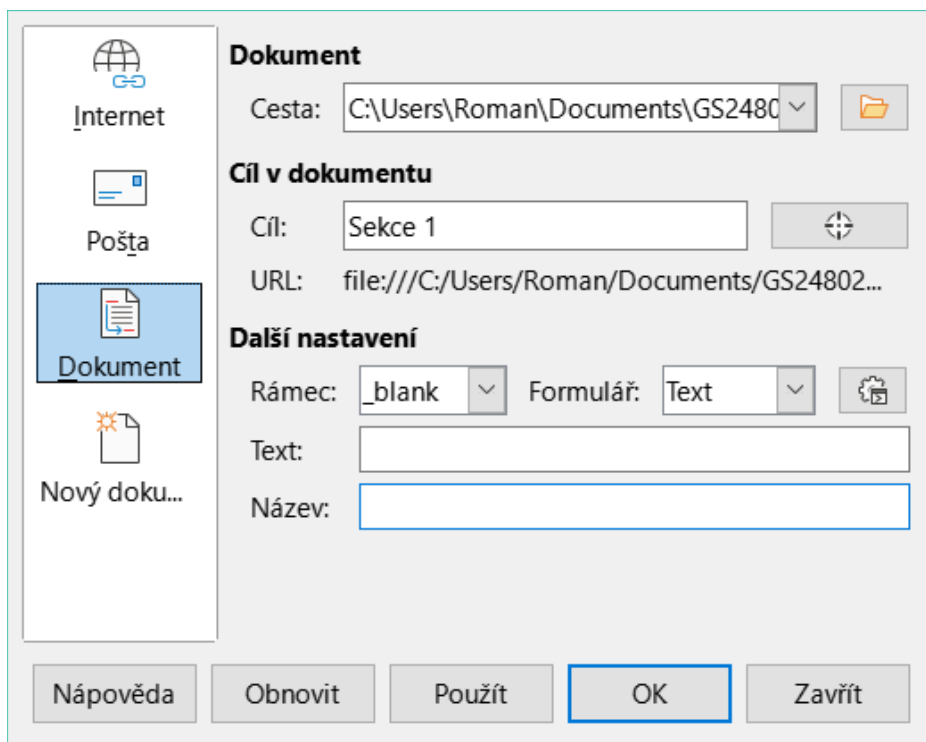 Internet
Pošta
Dokument
Nový doku...
Dokument
Cesta: C:\Users\Roman\Documents\GS2480
Cíl v dokumentu
Cíl: Sekce 1
URL: file:///C:/Users/Roman/Documents/GS24802...
Další nastavení
Rámec: _blank Formulář: Text
Text:
Název:
Nápověda Obnovit Použít OK Zavřít